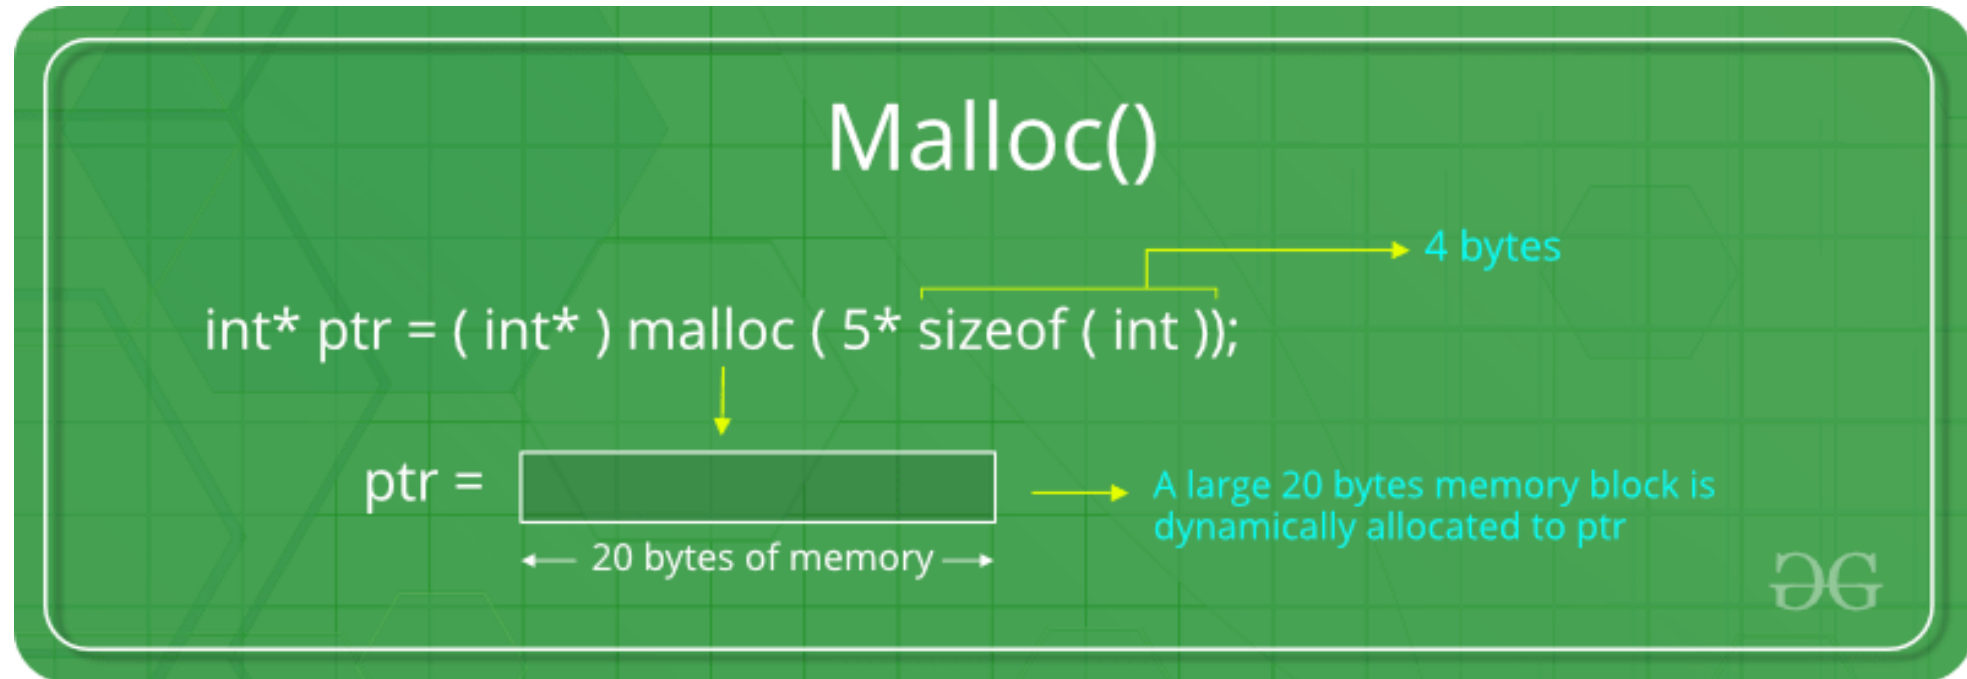 Malloc()
4 bytes
int* ptr = ( int* ) malloc ( 5* sizeof ( int ));
ptr =
A large 20 bytes memory block is
dynamically allocated to ptr
20 bytes of memory